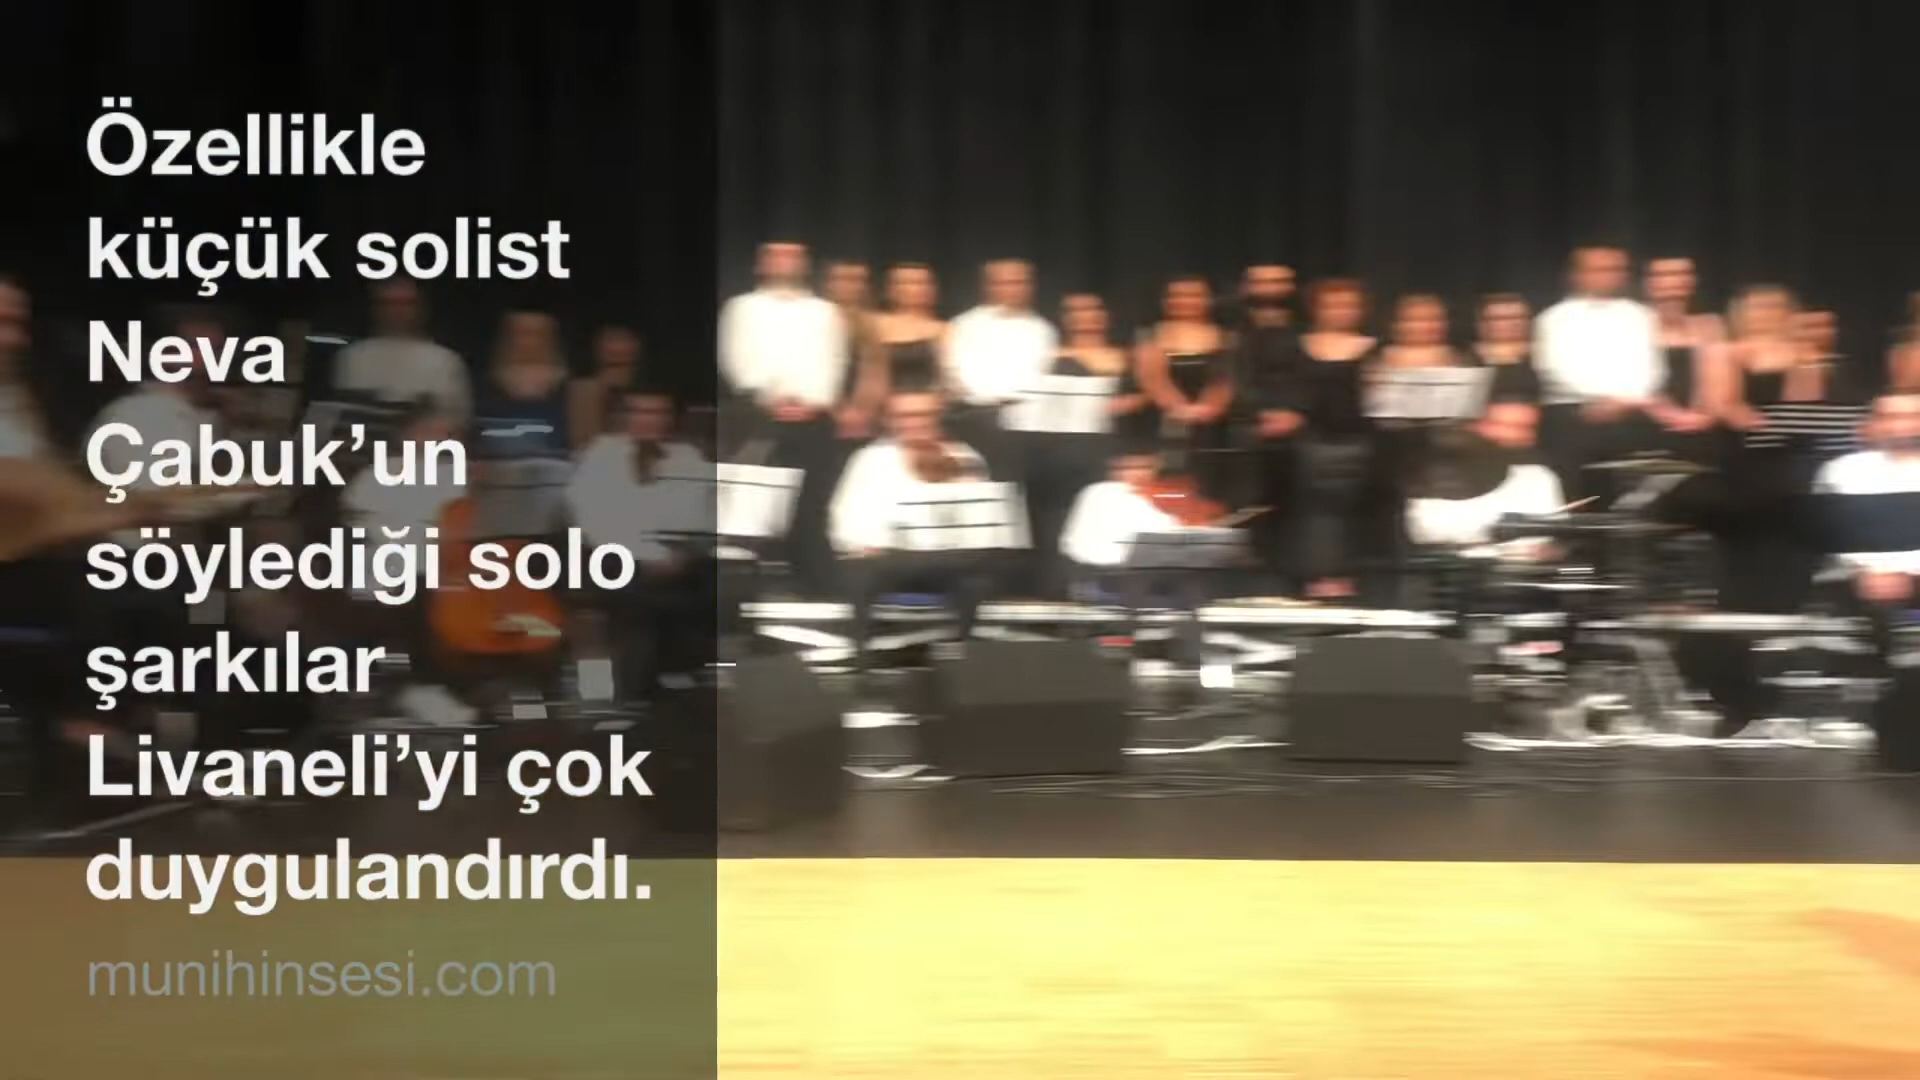 Özellikle
küçük solist
Neva
Çabuk’un
söylediği solo
şarkılar
Livaneli’yi çok
duygulandırdı.
munihinsesi.com